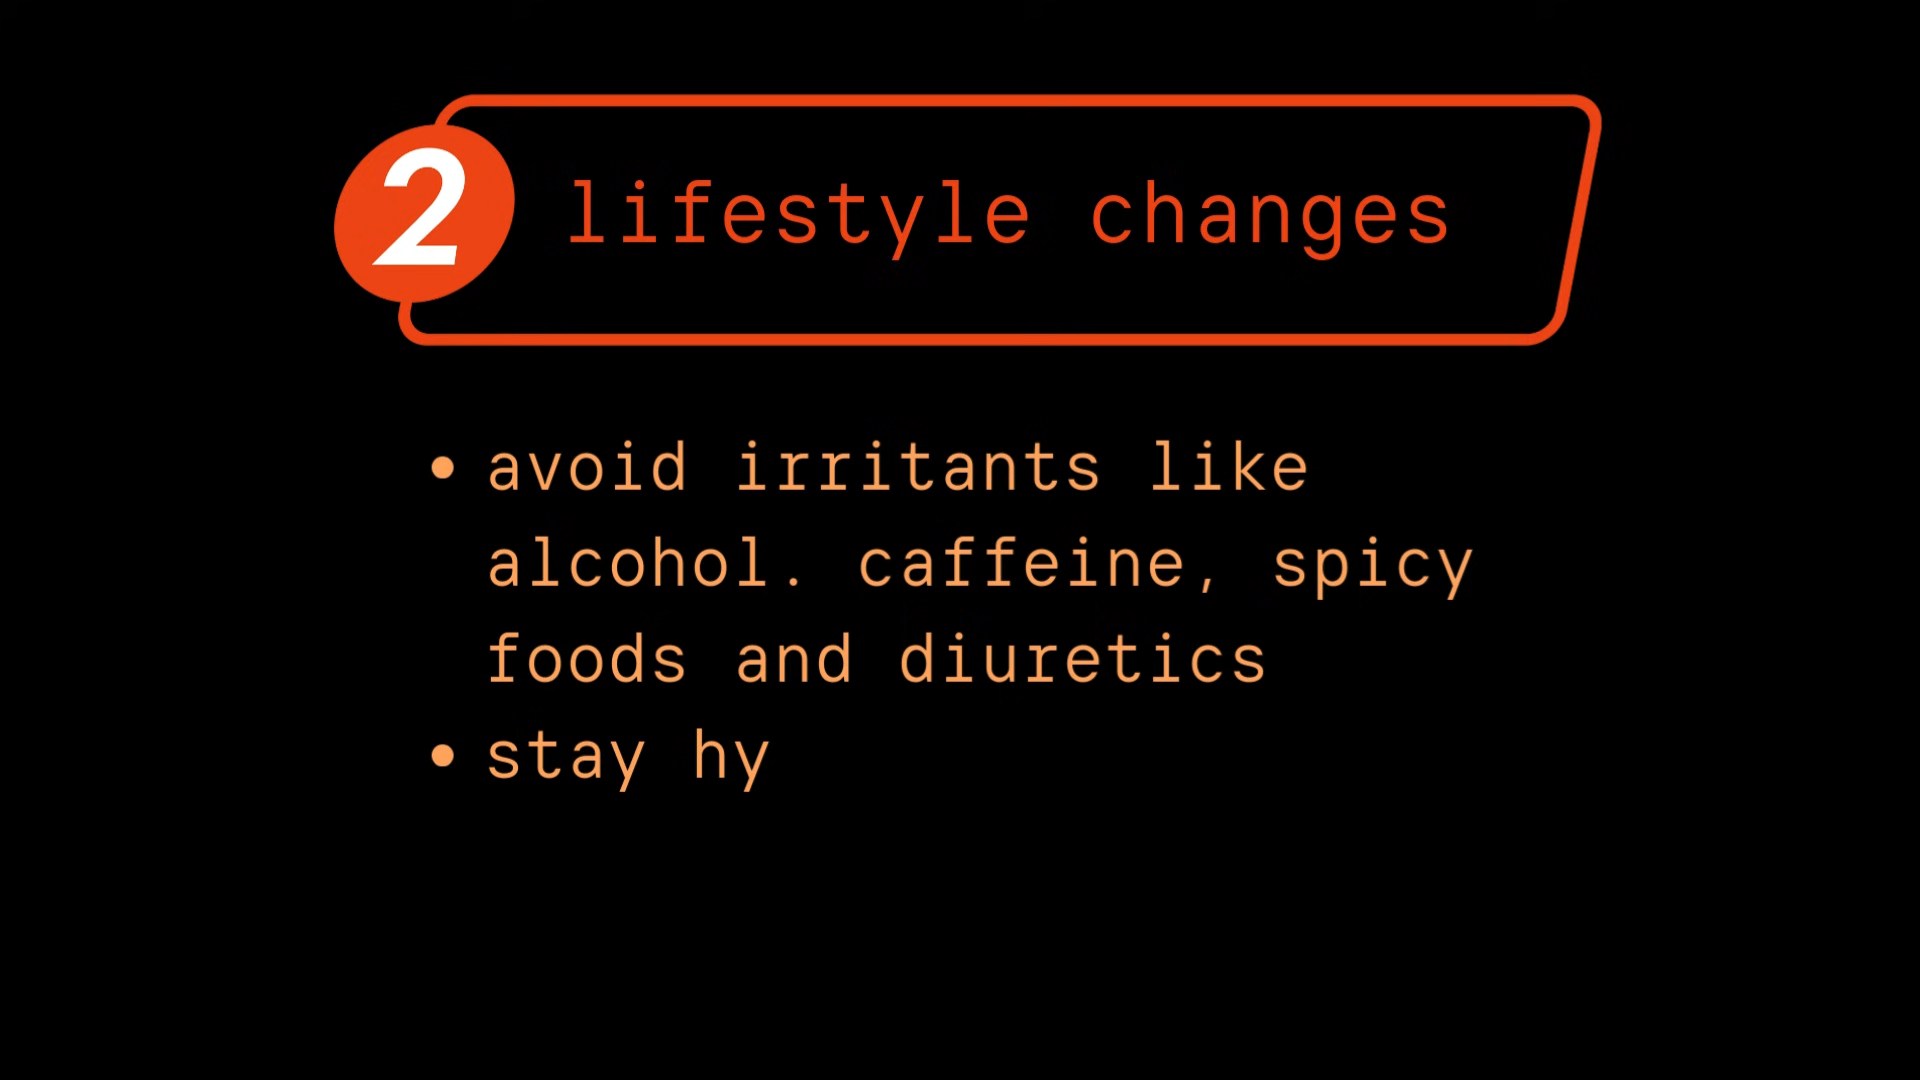 2 lifestyle changes
• avoid irritants like
alcohol. caffeine, spicy
foods and diuretics
• stay hy